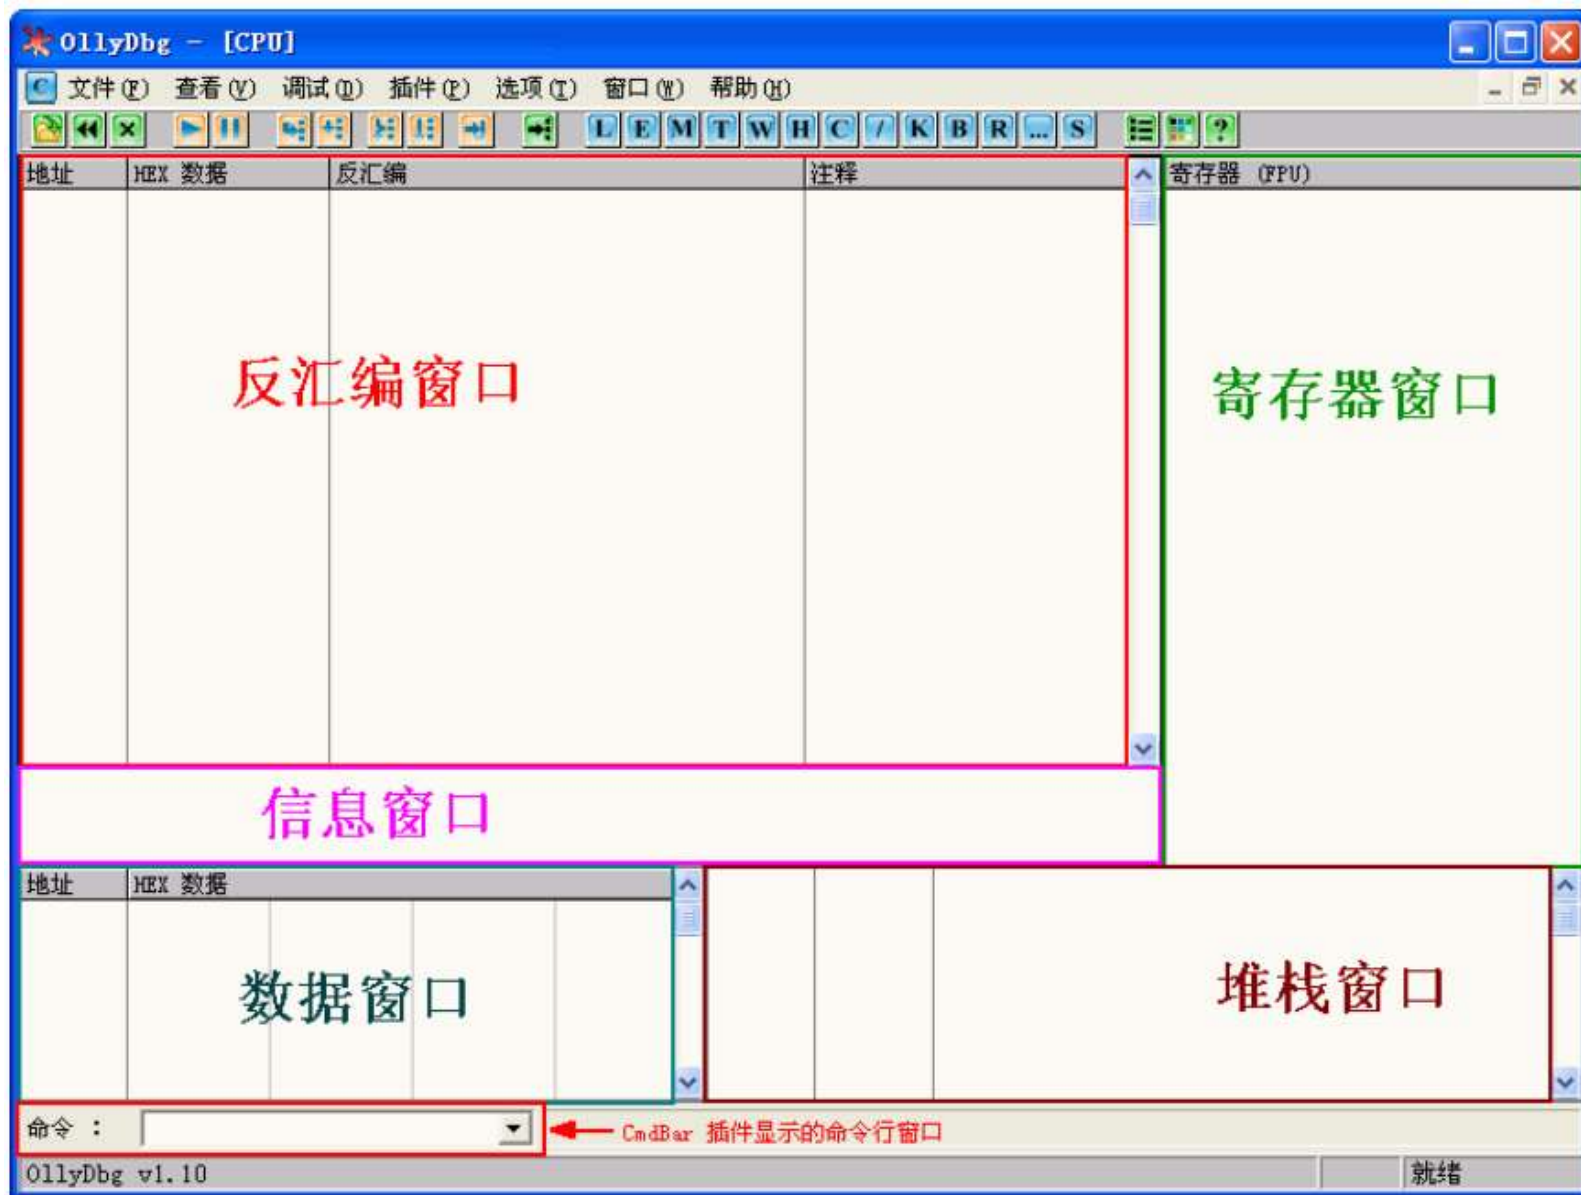 OllyDbg - [CPU]
C 文件(F) 查看(V) 调试(D) 插件(P) 选项(T) 窗口(W) 帮助(H)
L E M T W H C / K B R ... S ?
地址 HEX 数据 反汇编 注释 寄存器 (FPU)
反汇编窗口
寄存器窗口
信息窗口
地址 HEX 数据
数据窗口
堆栈窗口
命令 : CmdBar 插件显示的命令行窗口
OllyDbg v1.10 就绪